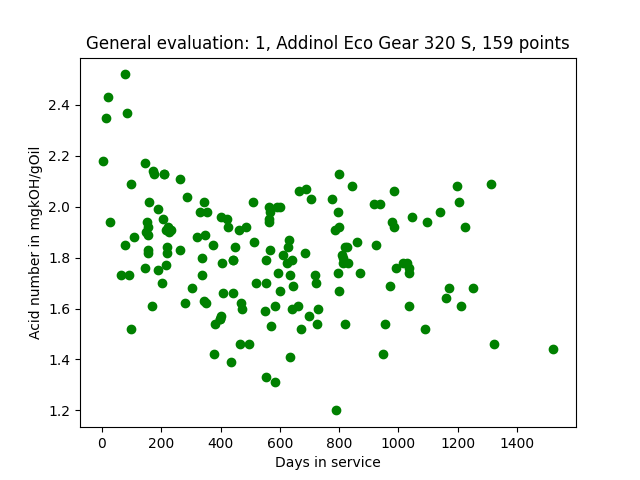 General evaluation: 1, Addinol Eco Gear 320 S, 159 points
Acid number in mgkOH/gOil
2.4
2.2
2.0
1.8
1.6
1.4
1.2
0 200 400 600 800 1000 1200 1400
Days in service